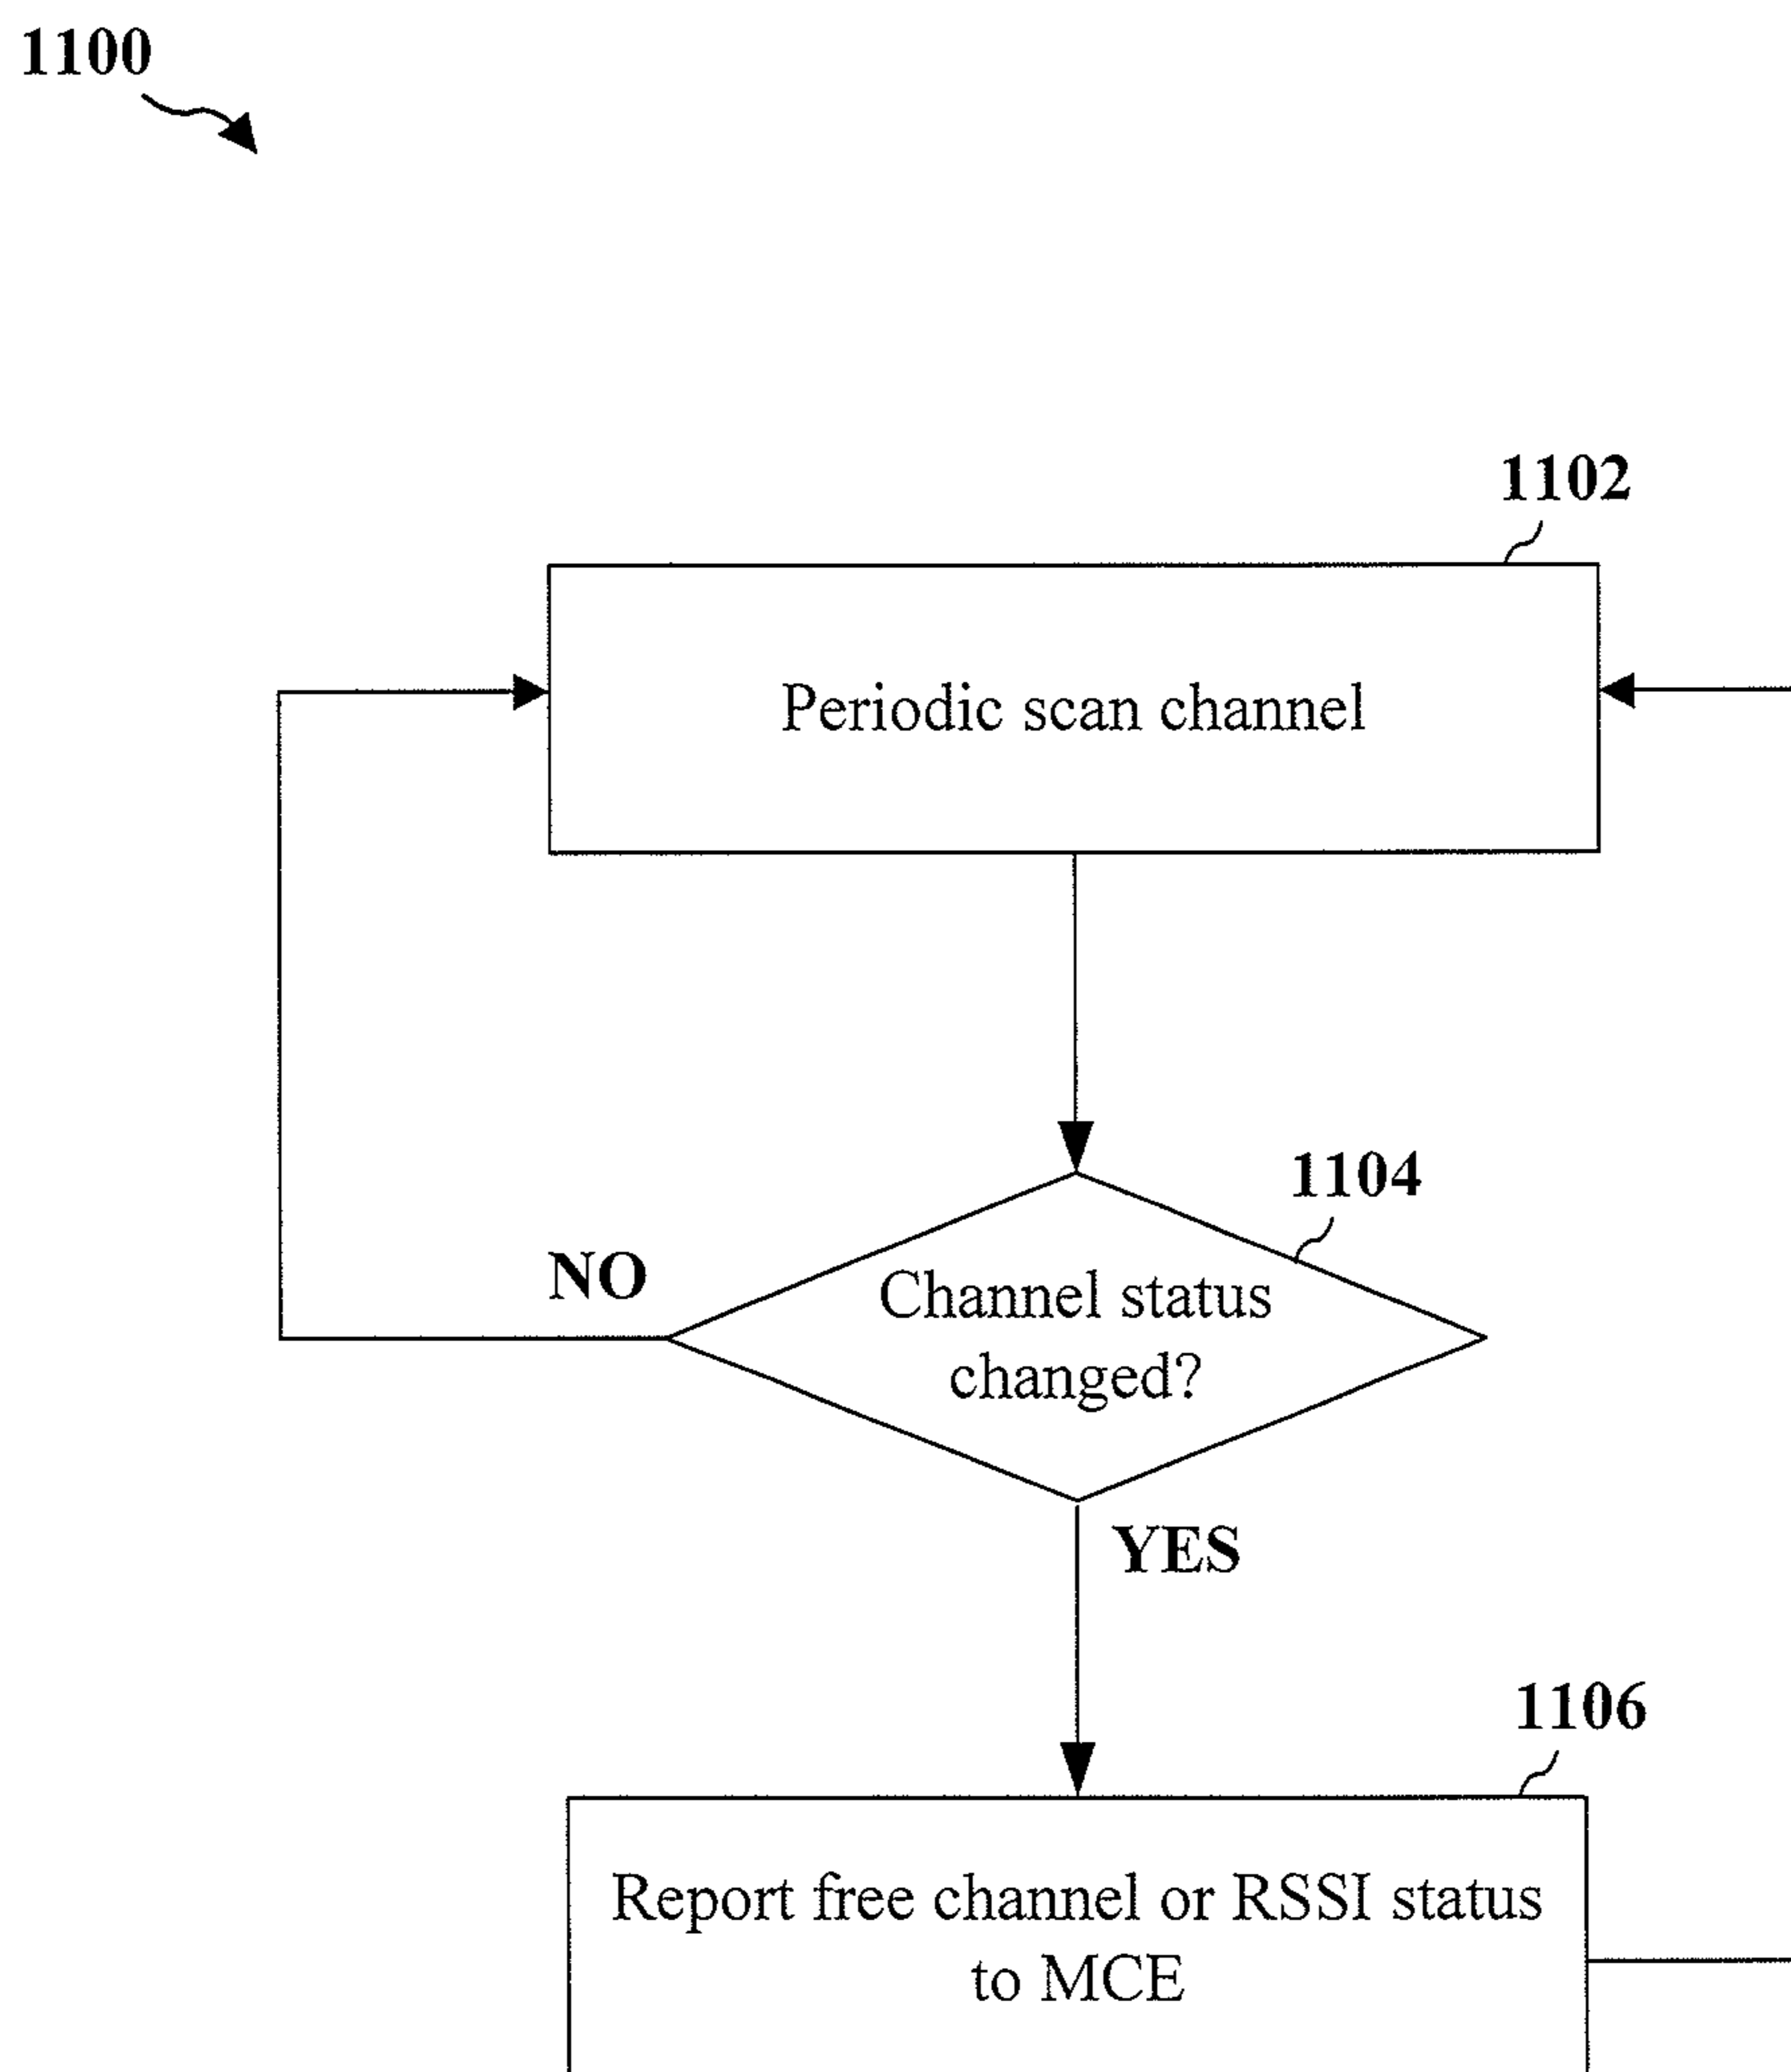 1100
1102
Periodic scan channel
1104
NO
Channel status
changed?
YES
1106
Report free channel or RSSI status
to MCE